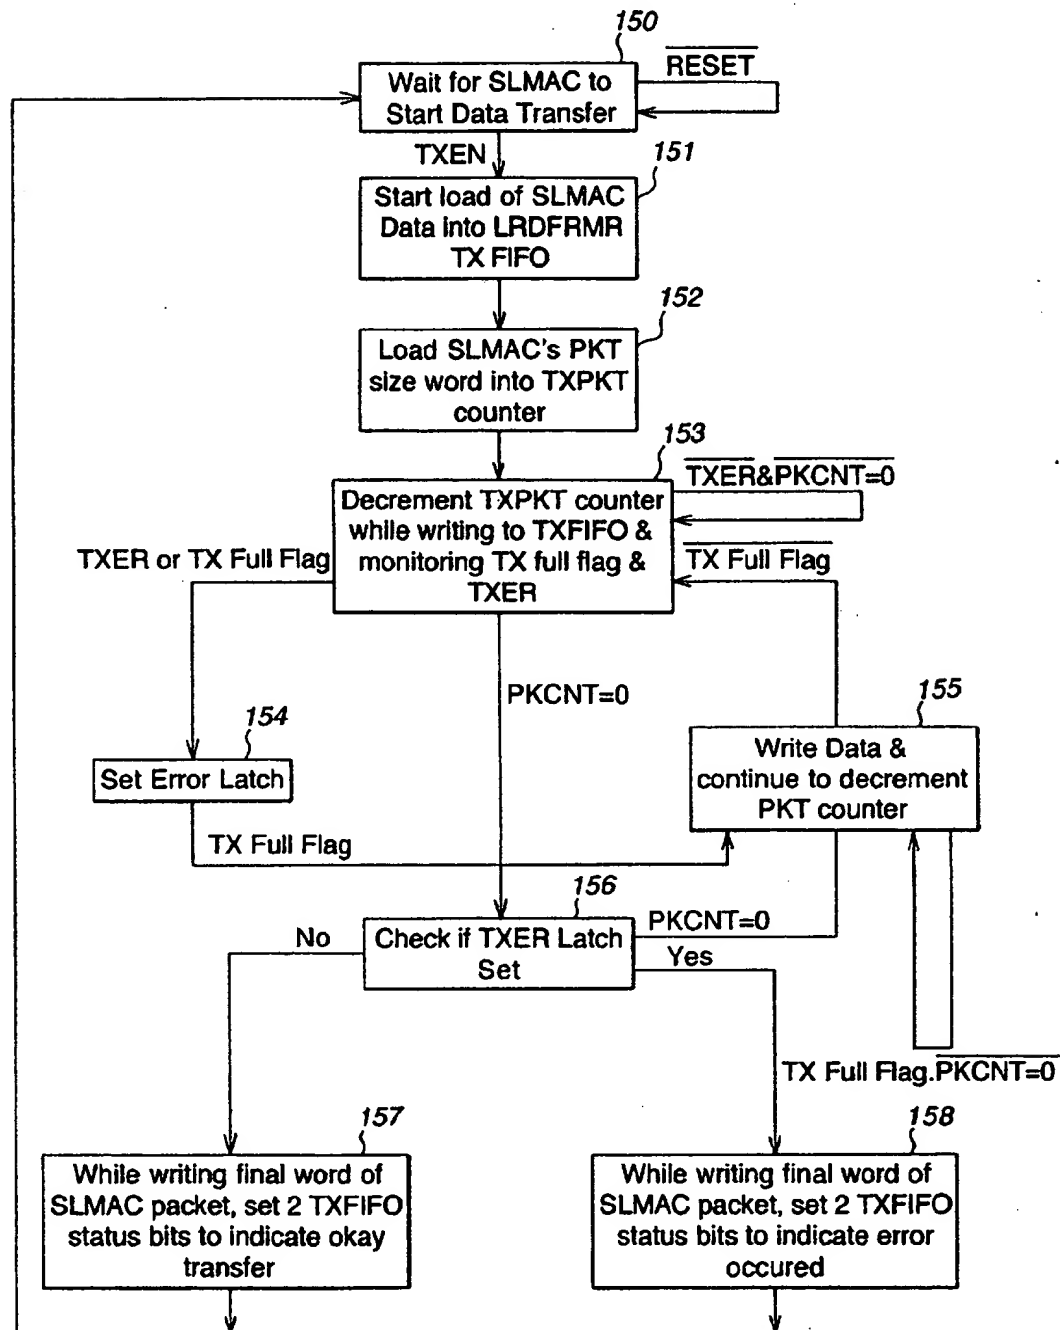 150
RESET
Wait for SLMAC to
Start Data Transfer
TXEN
151
Start load of SLMAC
Data into LRDFRMR
TX FIFO
152
Load SLMAC's PKT
size word into TXPKT
counter
153
TXER&PKCNT=0
Decrement TXPKT counter
while writing to TXFIFO &
monitoring TX full flag &
TXER
TXER or TX Full Flag
TX Full Flag
PKCNT=0
154
Set Error Latch
155
Write Data &
continue to decrement
PKT counter
TX Full Flag
156
Check if TXER Latch
Set
PKCNT=0
No
Yes
TX Full Flag.PKCNT=0
157
While writing final word of
SLMAC packet, set 2 TXFIFO
status bits to indicate okay
transfer
158
While writing final word of
SLMAC packet, set 2 TXFIFO
status bits to indicate error
occured